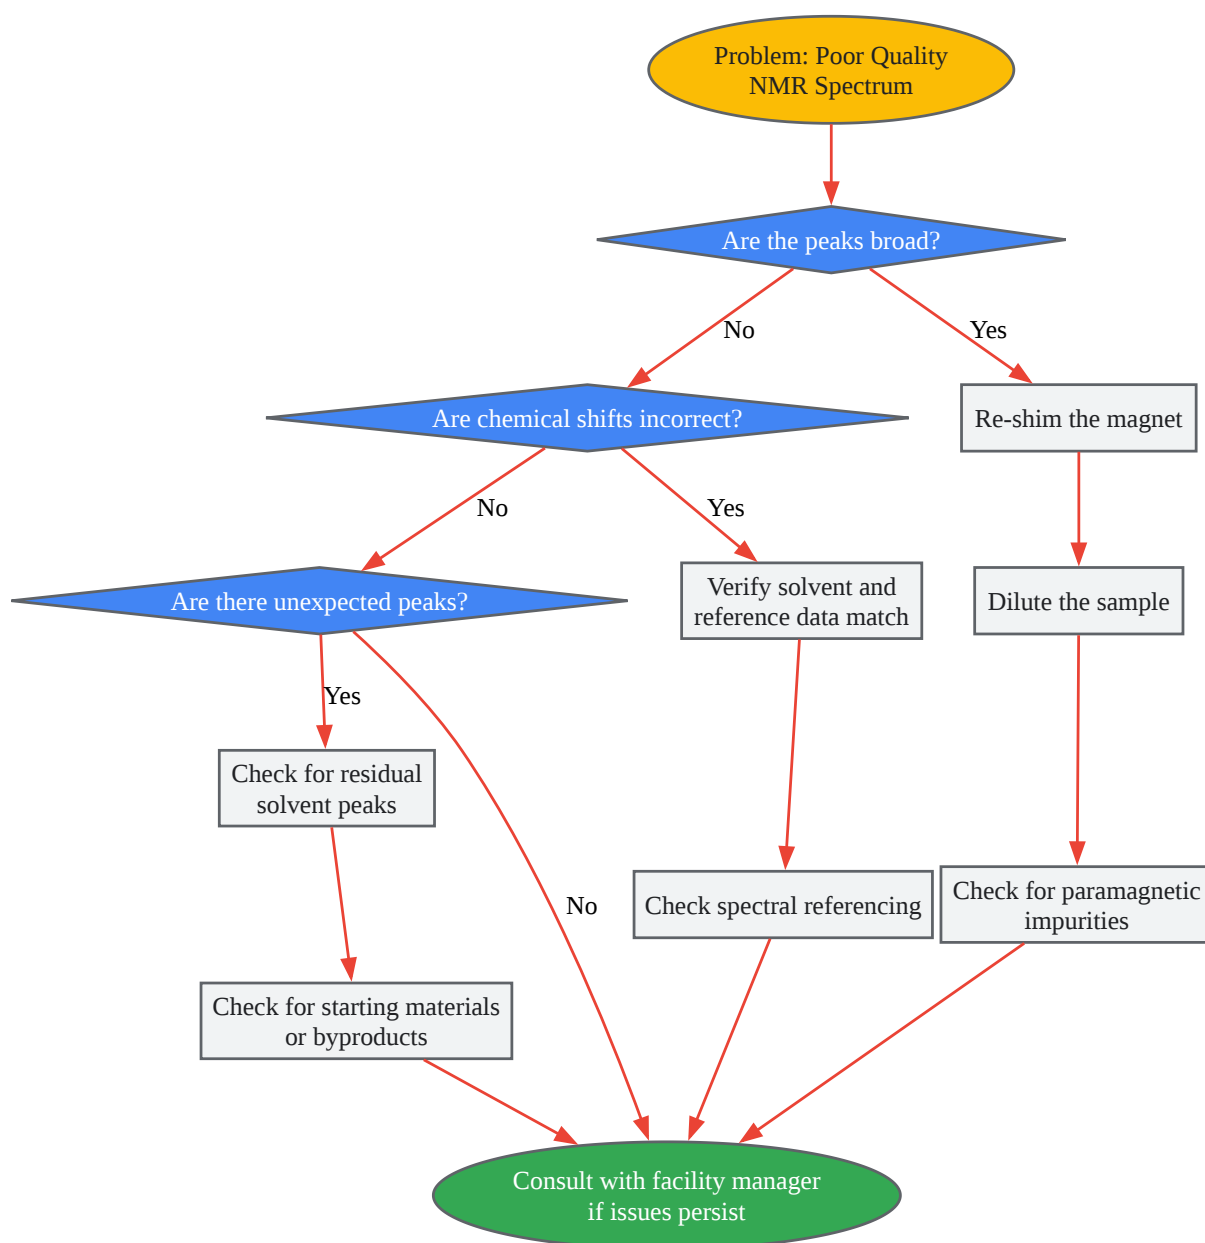 Problem: Poor Quality
NMR Spectrum
Are the peaks broad?
No
Yes
Are chemical shifts incorrect?
Re-shim the magnet
No
Yes
Are there unexpected peaks?
Verify solvent and
reference data match
Dilute the sample
Yes
Check for residual
solvent peaks
No
Check spectral referencing
Check for paramagnetic
impurities
Check for starting materials
or byproducts
Consult with facility manager
if issues persist